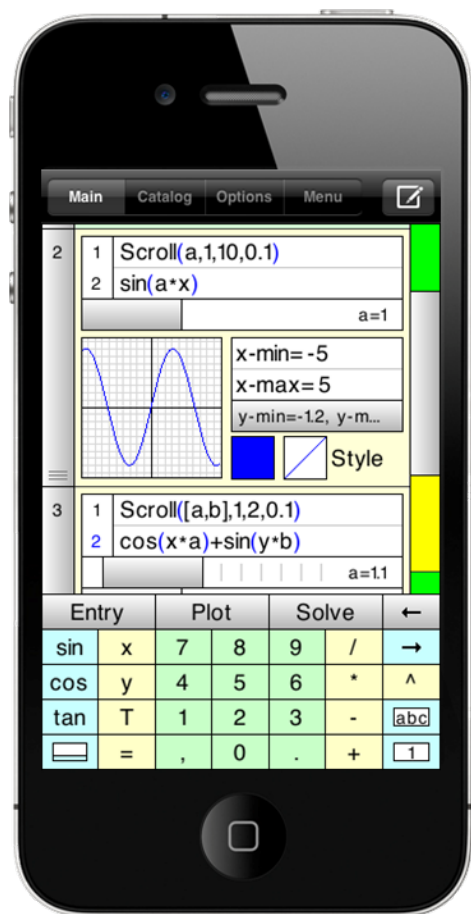 Main Catalog Options Menu
2
1 Scroll(a,1,10,0.1)
2 sin(a*x)
a=1
x-min= -5
x-max= 5
y-min=-1.2, y-m...
Style
3
1 Scroll([a,b],1,2,0.1)
2 cos(x*a)+sin(y*b)
a=1.1
Entry Plot Solve ←
sin x 7 8 9 / →
cos y 4 5 6 * ^
tan T 1 2 3 - abc
= , 0 . + 1